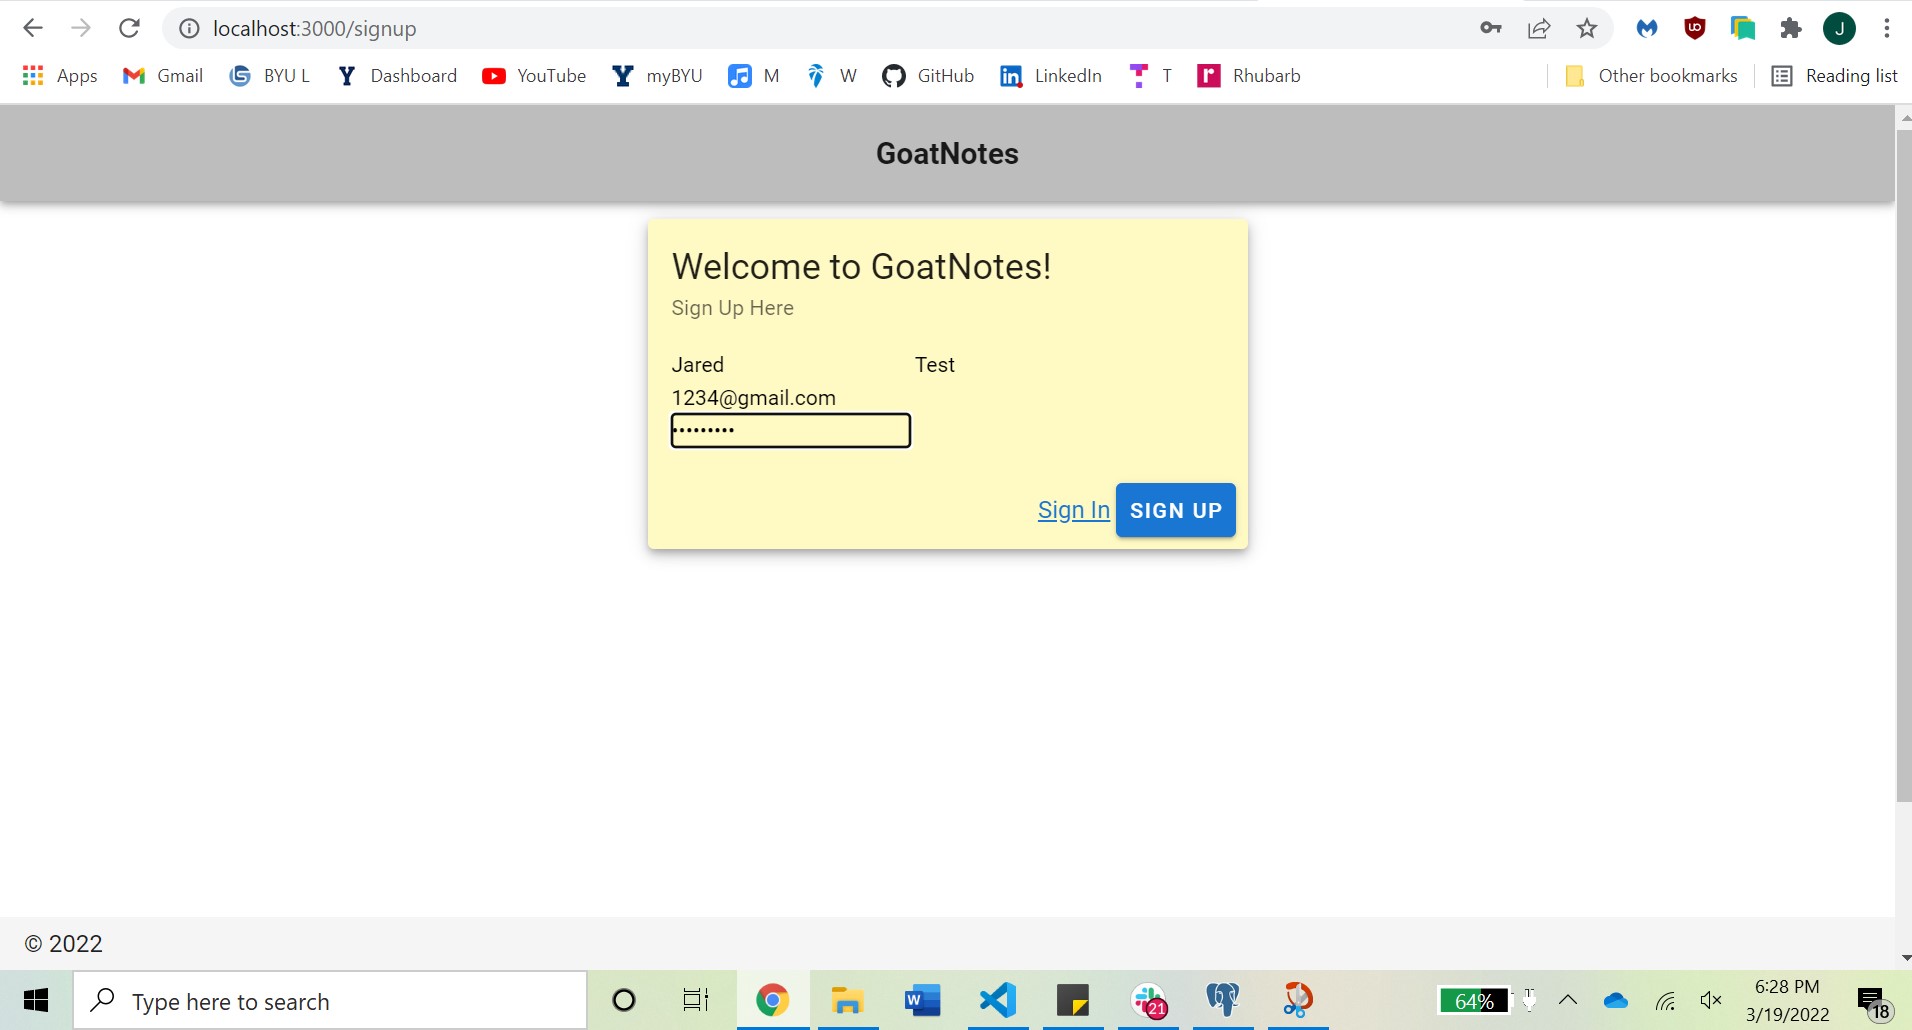 localhost:3000/signup
J
Apps Gmail BYU L Dashboard YouTube myBYU M W GitHub LinkedIn T Rhubarb Other bookmarks Reading list
GoatNotes
Welcome to GoatNotes!
Sign Up Here
Jared Test
1234@gmail.com
•••••••••
Sign In SIGN UP
© 2022
Type here to search
21
64%
6:28 PM
3/19/2022
18